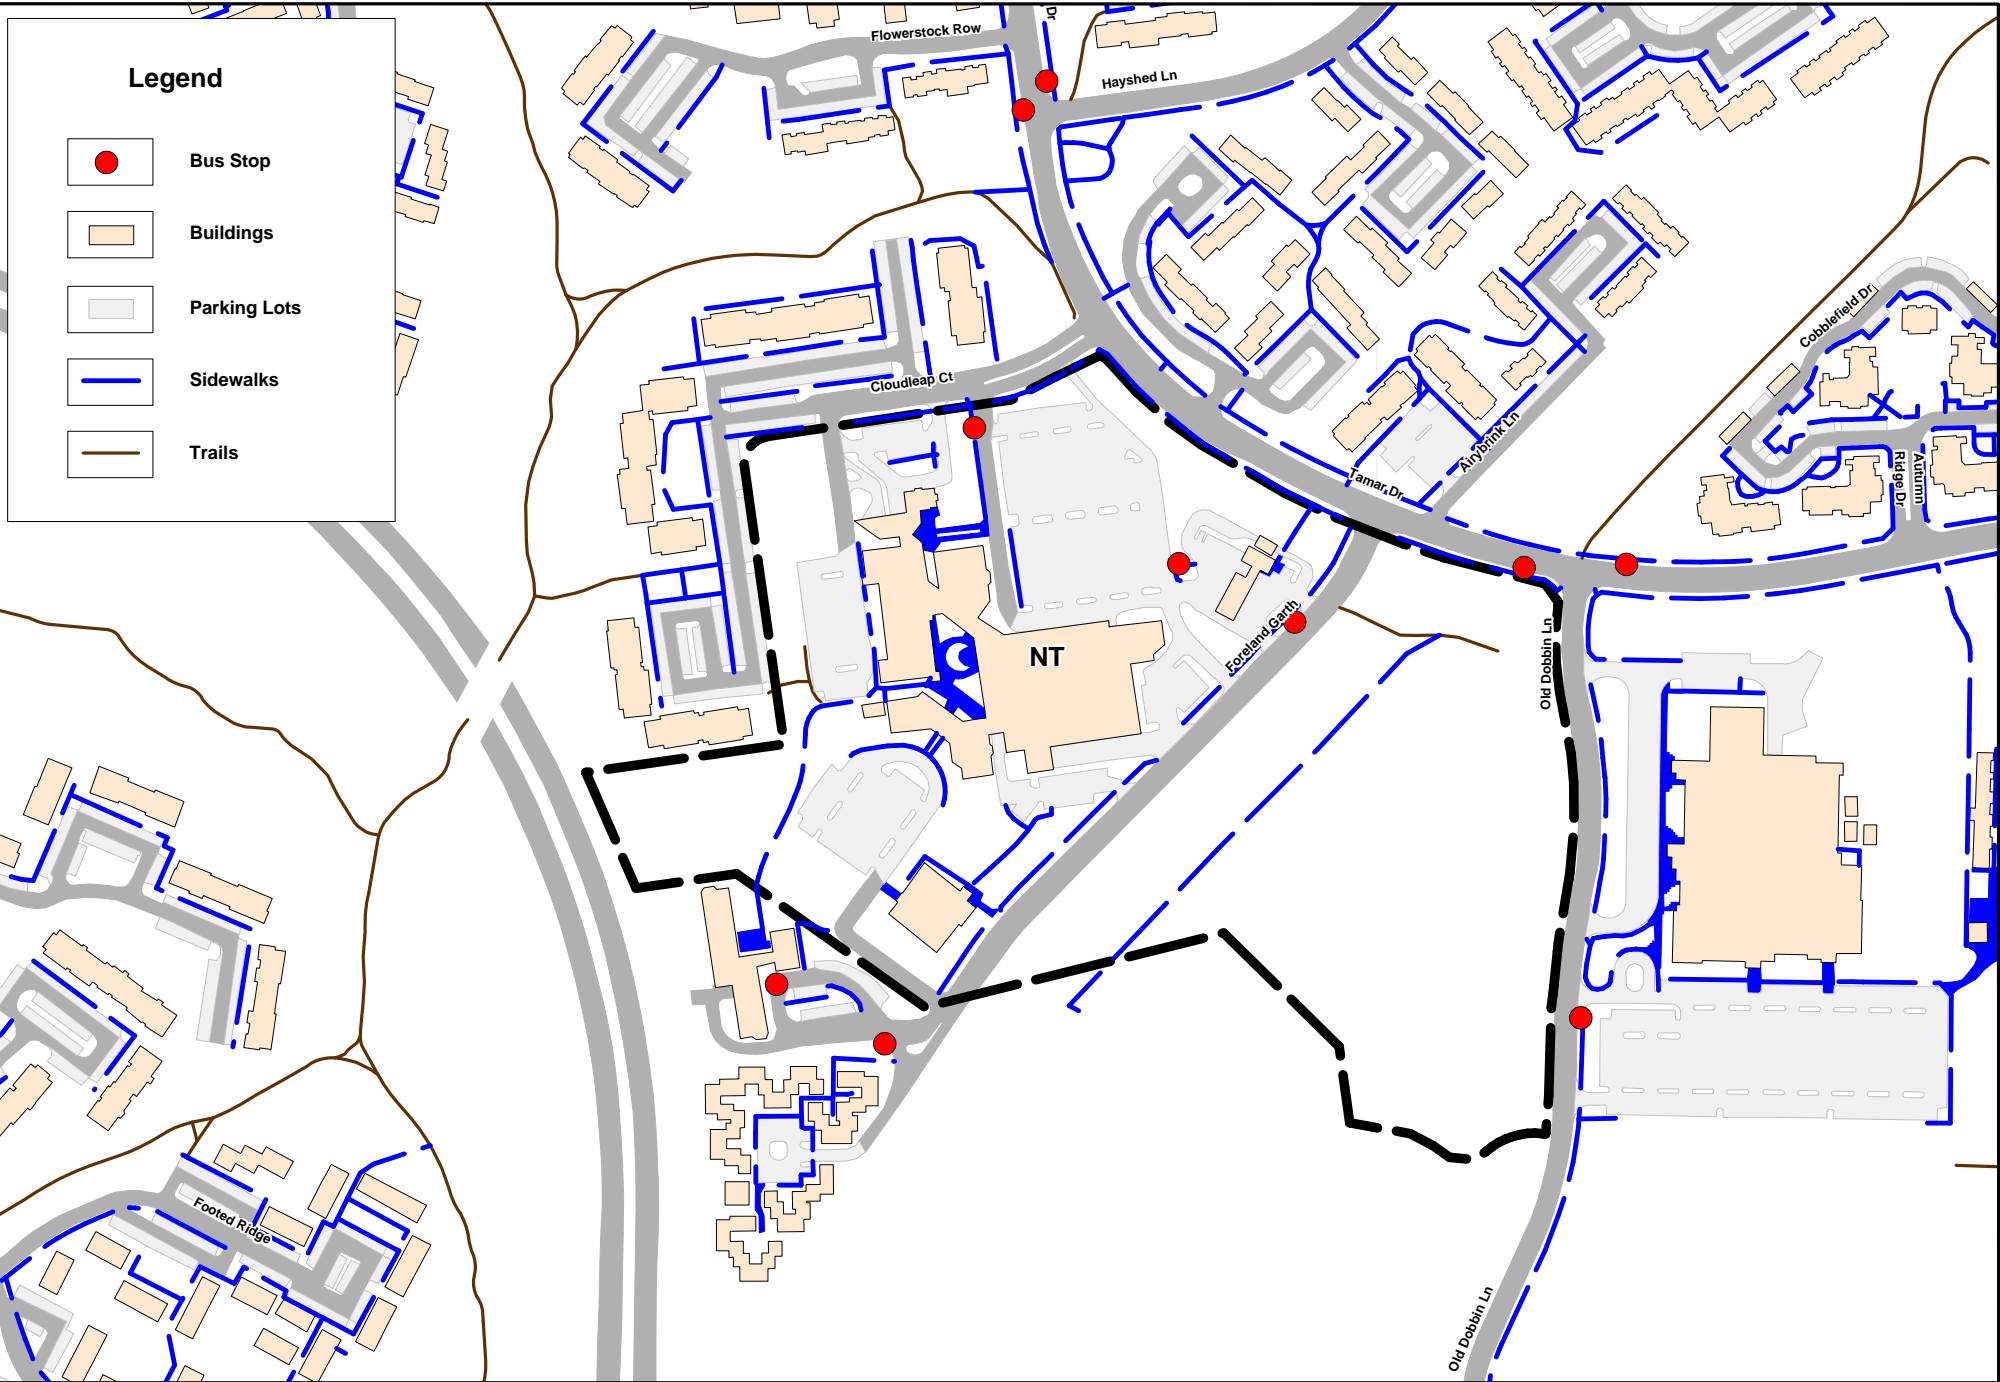 Legend
Bus Stop
Buildings
Parking Lots
Sidewalks
Trails
Flowerstock Row
Dr
Hayshed Ln
Cobblefield Dr
Cloudleap Ct
Airybrink Ln
Tamar Dr
Autumn
Ridge Dr
Foreland Garth
Old Dobbin Ln
NT
Footed Ridge
Old Dobbin Ln